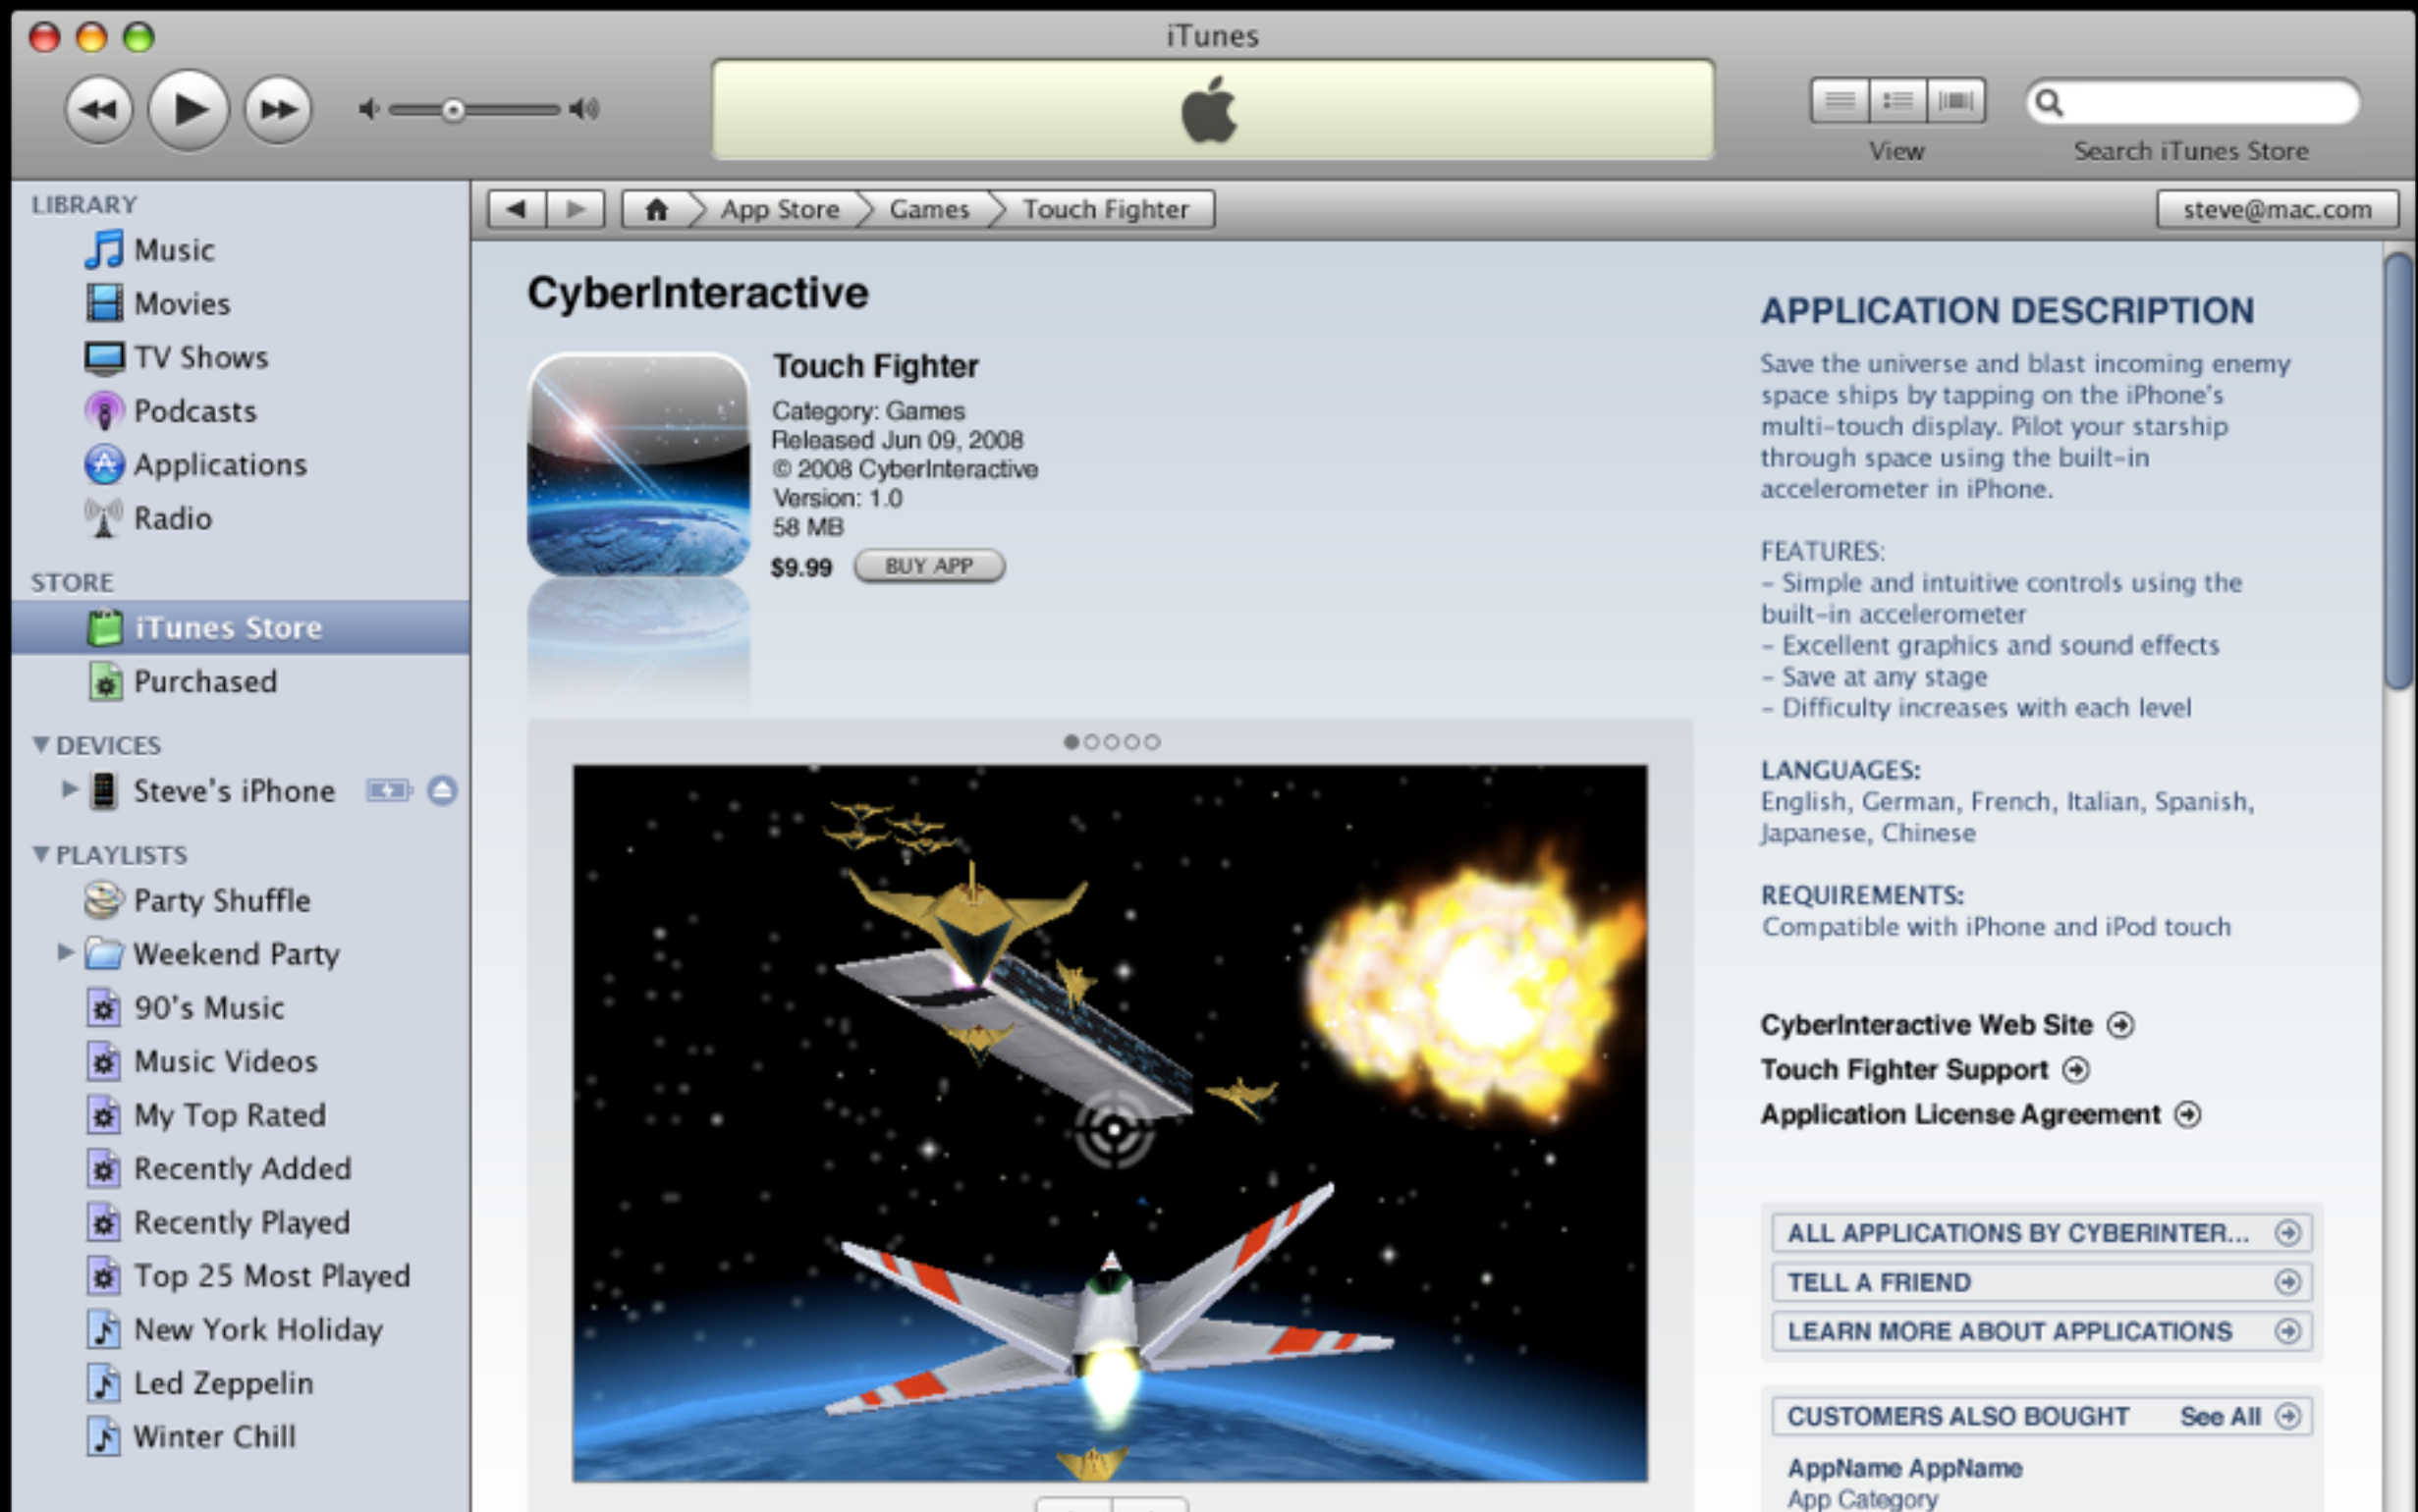 iTunes
View
Search iTunes Store
LIBRARY
Music
Movies
TV Shows
Podcasts
Applications
Radio
STORE
iTunes Store
Purchased
DEVICES
Steve's iPhone
PLAYLISTS
Party Shuffle
Weekend Party
90's Music
Music Videos
My Top Rated
Recently Added
Recently Played
Top 25 Most Played
New York Holiday
Led Zeppelin
Winter Chill
App Store Games Touch Fighter
steve@mac.com
CyberInteractive
Touch Fighter
Category: Games
Released Jun 09, 2008
© 2008 CyberInteractive
Version: 1.0
58 MB
$9.99 BUY APP
APPLICATION DESCRIPTION
Save the universe and blast incoming enemy
space ships by tapping on the iPhone's
multi-touch display. Pilot your starship
through space using the built-in
accelerometer in iPhone.
FEATURES:
- Simple and intuitive controls using the
built-in accelerometer
- Excellent graphics and sound effects
- Save at any stage
- Difficulty increases with each level
LANGUAGES:
English, German, French, Italian, Spanish,
Japanese, Chinese
REQUIREMENTS:
Compatible with iPhone and iPod touch
CyberInteractive Web Site
Touch Fighter Support
Application License Agreement
ALL APPLICATIONS BY CYBERINTER...
TELL A FRIEND
LEARN MORE ABOUT APPLICATIONS
CUSTOMERS ALSO BOUGHT See All
AppName AppName
App Category